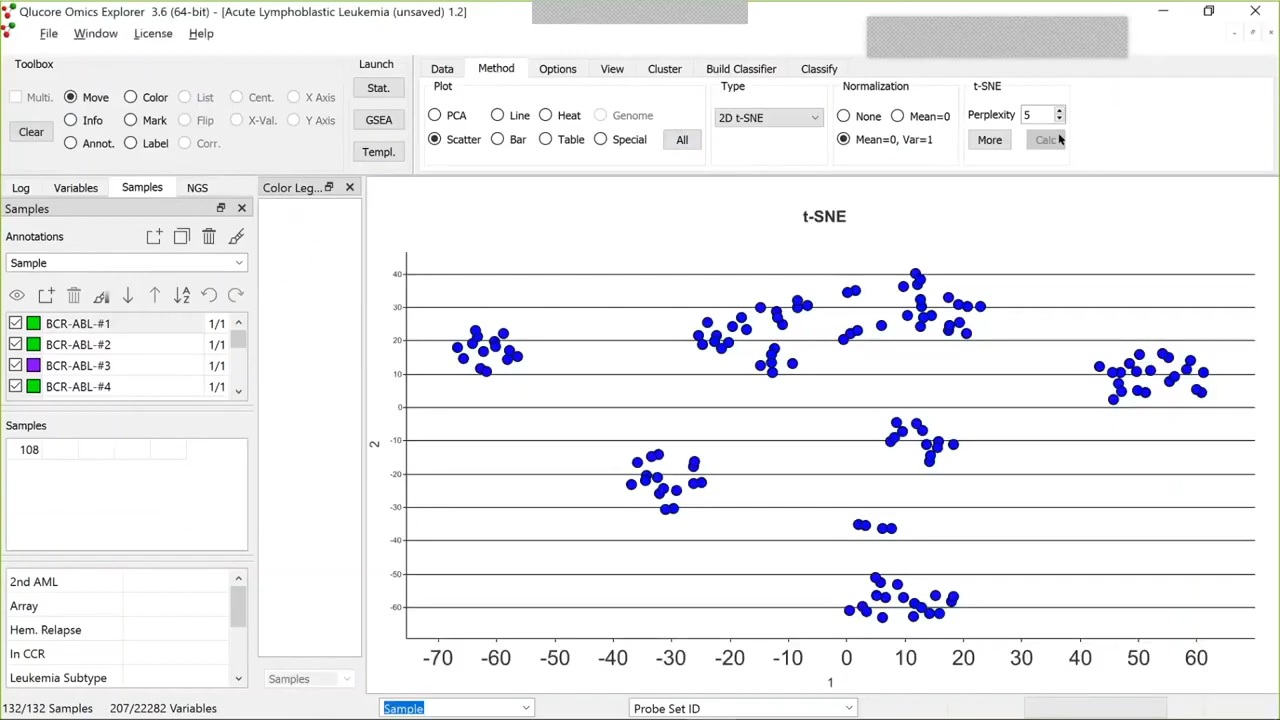 Qlucore Omics Explorer 3.6 (64-bit) - [Acute Lymphoblastic Leukemia (unsaved) 1.2]
File Window License Help
Toolbox
Launch
Multi. Move Color List Cent. X Axis
Info Mark Flip X-Val. Y Axis
Clear
Annot. Label Corr.
Stat.
GSEA
Templ.
Data Method Options View Cluster Build Classifier Classify
Plot
PCA Line Heat Genome
Scatter Bar Table Special All
Type
2D t-SNE
Normalization
None Mean=0
Mean=0, Var=1
t-SNE
Perplexity 5
More Calc
Log Variables Samples NGS
Samples
Annotations
Sample
BCR-ABL-#1 1/1
BCR-ABL-#2 1/1
BCR-ABL-#3 1/1
BCR-ABL-#4 1/1
Samples
108
2nd AML
Array
Hem. Relapse
In CCR
Leukemia Subtype
Color Leg...
Samples
t-SNE
40
30
20
10
0
-10
-20
-30
-40
-50
-60
2
-70 -60 -50 -40 -30 -20 -10 0 10 20 30 40 50 60
1
132/132 Samples 207/22282 Variables
Sample
Probe Set ID